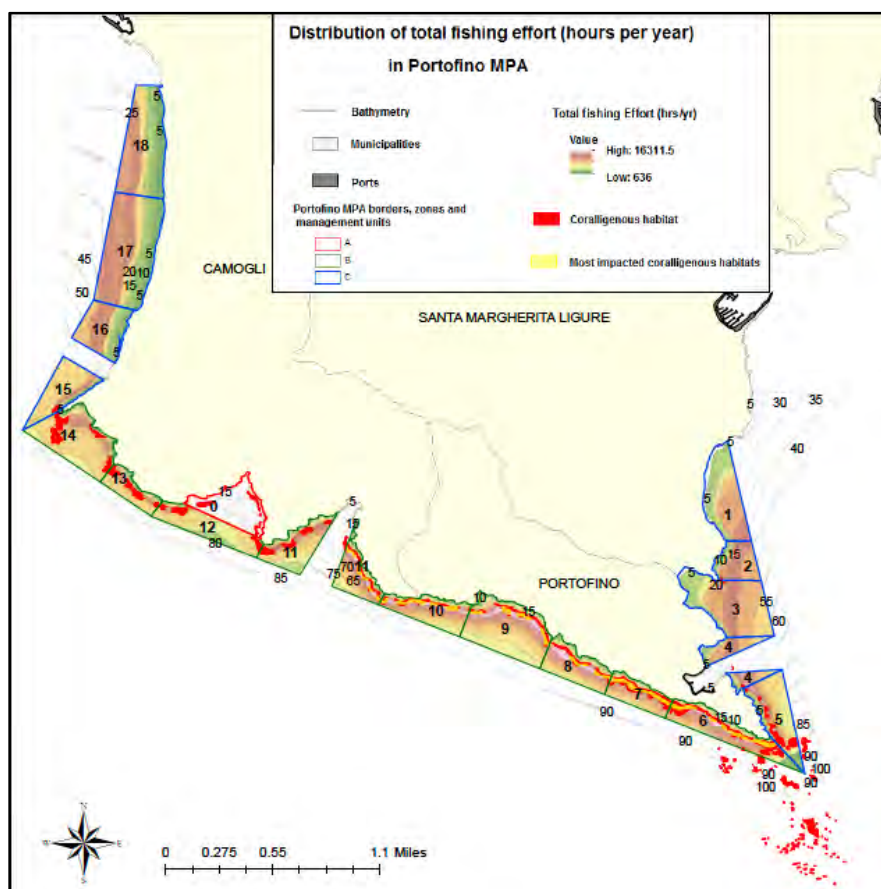 Distribution of total fishing effort (hours per year)
in Portofino MPA
Bathymetry
Municipalities
Ports
Portofino MPA borders, zones and
management units
A
B
C
Total fishing Effort (hrs/yr)
Value
High: 16311.5
Low: 636
Coralligenous habitat
Most impacted coralligenous habitats
5
25
5
18
17
5
45
20 10
15
5
50
16
5
CAMOGLI
SANTA MARGHERITA LIGURE
15
5
14
13
15
0
12
80
11
85
5
15
70 11
75
65
10
10
9
15
PORTOFINO
8
90
7
90
6
15 10
5 30 35
40
5
5
1
10 15
2
5
20
3
55
60
4
5
5
4
5
5
85
90
100
90
90
100
N
W
E
S
0 0.275 0.55 1.1 Miles